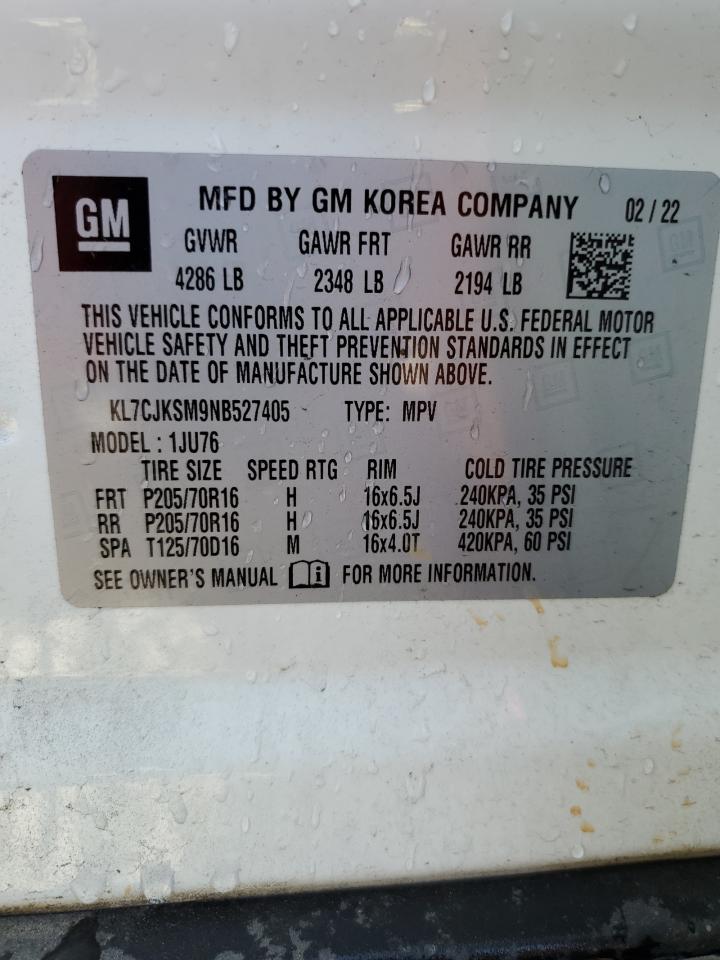 GM
MFD BY GM KOREA COMPANY 02 / 22
GVWR GAWR FRT GAWR RR
4286 LB 2348 LB 2194 LB
THIS VEHICLE CONFORMS TO ALL APPLICABLE U.S. FEDERAL MOTOR
VEHICLE SAFETY AND THEFT PREVENTION STANDARDS IN EFFECT
ON THE DATE OF MANUFACTURE SHOWN ABOVE.
KL7CJKSM9NB527405 TYPE: MPV
MODEL : 1JU76
TIRE SIZE SPEED RTG RIM COLD TIRE PRESSURE
FRT P205/70R16 H 16x6.5J 240KPA, 35 PSI
RR P205/70R16 H 16x6.5J 240KPA, 35 PSI
SPA T125/70D16 M 16x4.0T 420KPA, 60 PSI
SEE OWNER'S MANUAL i FOR MORE INFORMATION.